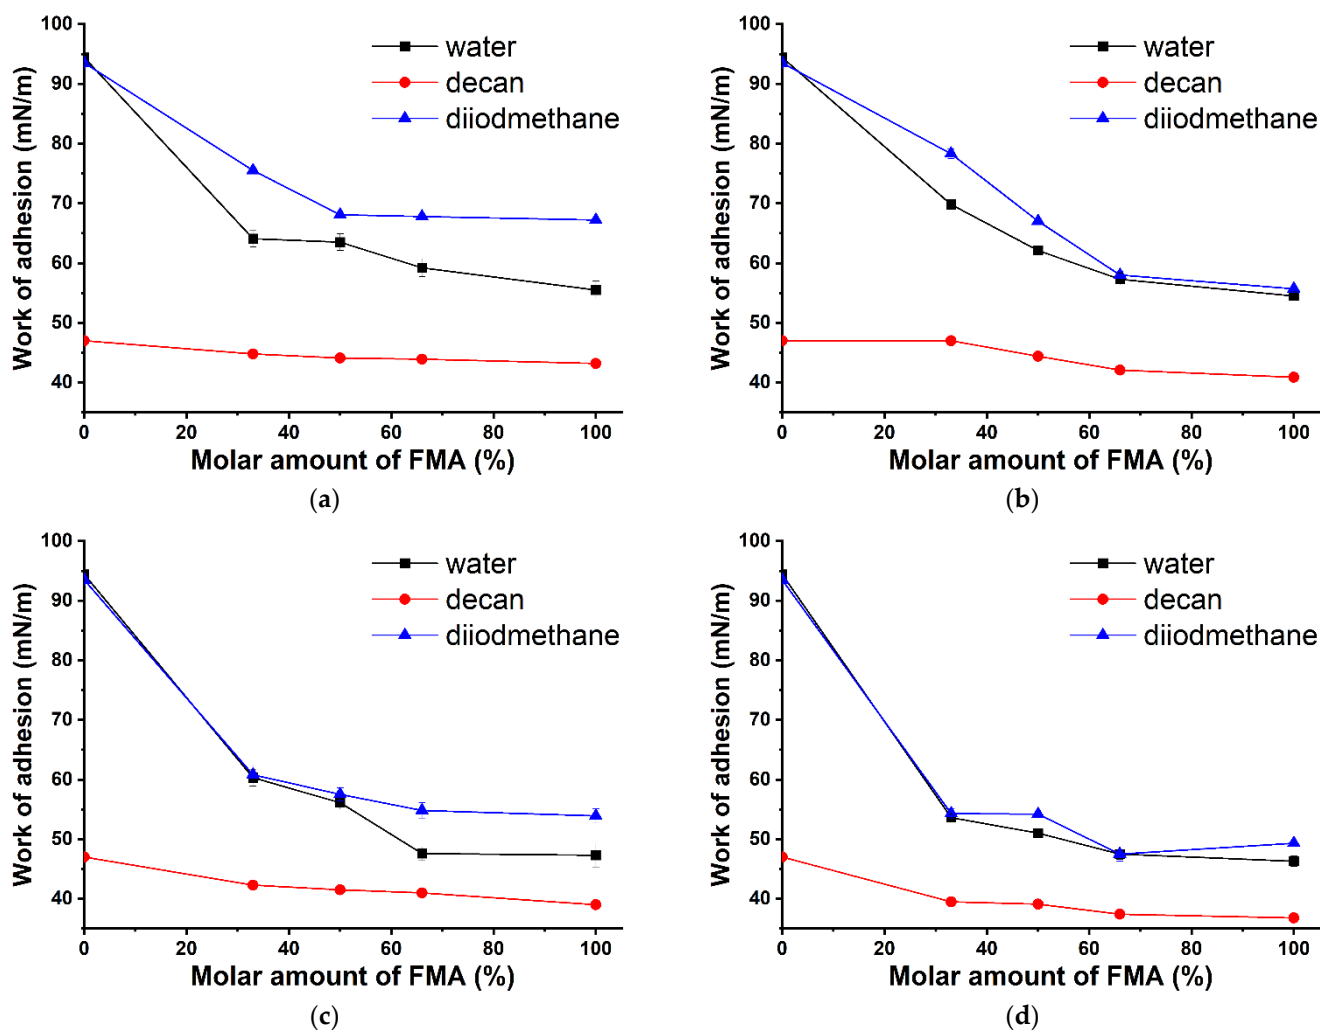 100
90
80
70
60
50
40
0
20
40
60
80
100
Work of adhesion (mN/m)
Molar amount of FMA (%)
water
decan
diiodmethane
(a)
100
90
80
70
60
50
40
0
20
40
60
80
100
Work of adhesion (mN/m)
Molar amount of FMA (%)
water
decan
diiodmethane
(b)
100
90
80
70
60
50
40
0
20
40
60
80
100
Work of adhesion (mN/m)
Molar amount of FMA (%)
water
decan
diiodmethane
(c)
100
90
80
70
60
50
40
0
20
40
60
80
100
Work of adhesion (mN/m)
Molar amount of FMA (%)
water
decan
diiodmethane
(d)